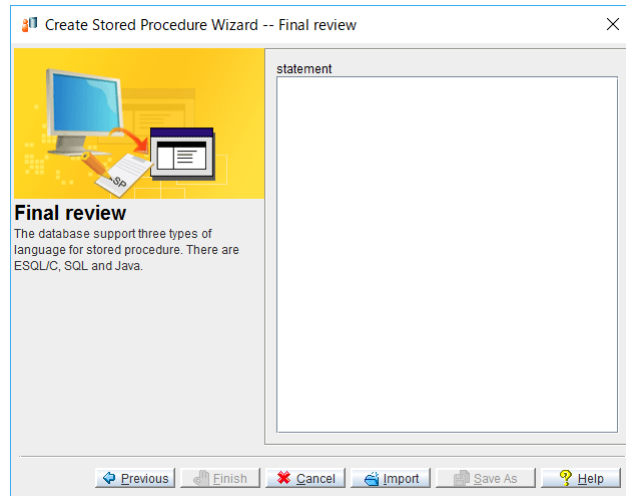 Create Stored Procedure Wizard -- Final review
statement
SP
Final review
The database support three types of
language for stored procedure. There are
ESQL/C, SQL and Java.
Previous Finish Cancel Import Save As Help